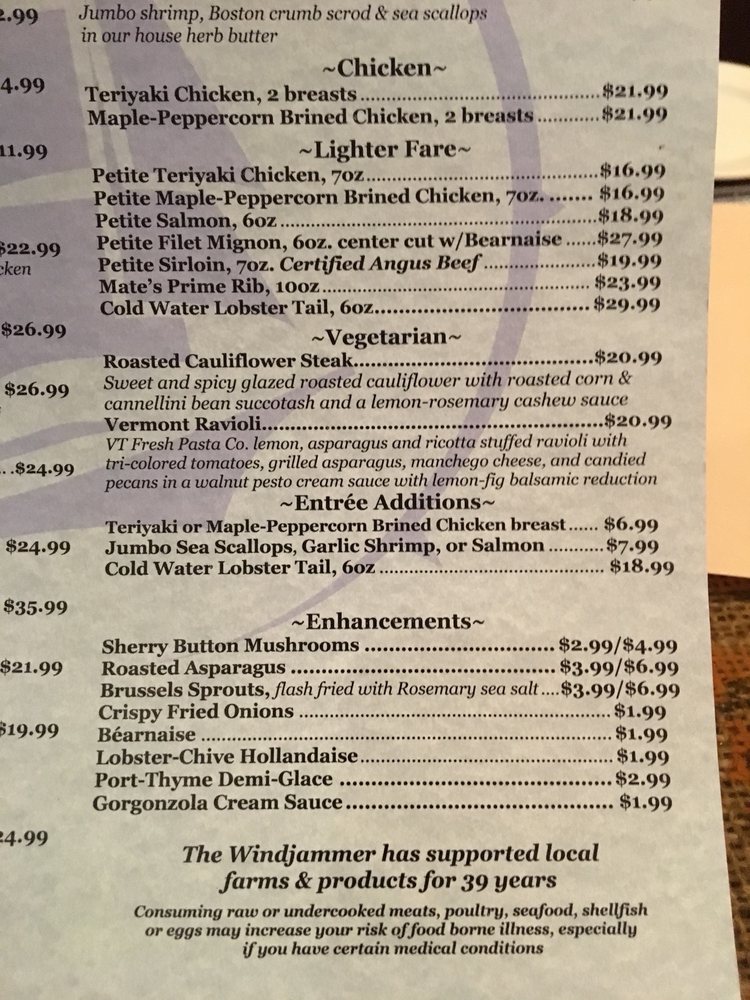 2.99
Jumbo shrimp, Boston crumb scrod & sea scallops
in our house herb butter
~Chicken~
4.99
Teriyaki Chicken, 2 breasts ........ $21.99
Maple-Peppercorn Brined Chicken, 2 breasts ........ $21.99
11.99
~Lighter Fare~
Petite Teriyaki Chicken, 7oz ........ $16.99
Petite Maple-Peppercorn Brined Chicken, 7oz. ....... $16.99
Petite Salmon, 6oz ........ $18.99
Petite Filet Mignon, 6oz. center cut w/Bearnaise ...... $27.99
$22.99
cken
Petite Sirloin, 7oz. Certified Angus Beef ........ $19.99
Mate's Prime Rib, 10oz ........ $23.99
Cold Water Lobster Tail, 6oz ........ $29.99
$26.99
~Vegetarian~
Roasted Cauliflower Steak ........ $20.99
$26.99
Sweet and spicy glazed roasted cauliflower with roasted corn &
cannellini bean succotash and a lemon-rosemary cashew sauce
Vermont Ravioli ........ $20.99
VT Fresh Pasta Co. lemon, asparagus and ricotta stuffed ravioli with
. .$24.99
tri-colored tomatoes, grilled asparagus, manchego cheese, and candied
pecans in a walnut pesto cream sauce with lemon-fig balsamic reduction
~Entrée Additions~
Teriyaki or Maple-Peppercorn Brined Chicken breast ...... $6.99
$24.99
Jumbo Sea Scallops, Garlic Shrimp, or Salmon ........ $7.99
Cold Water Lobster Tail, 6oz ........ $18.99
$35.99
~Enhancements~
Sherry Button Mushrooms ........ $2.99/$4.99
$21.99
Roasted Asparagus ........ $3.99/$6.99
Brussels Sprouts, flash fried with Rosemary sea salt .... $3.99/$6.99
Crispy Fried Onions ........ $1.99
$19.99
Béarnaise ........ $1.99
Lobster-Chive Hollandaise ........ $1.99
Port-Thyme Demi-Glace ........ $2.99
Gorgonzola Cream Sauce ........ $1.99
24.99
The Windjammer has supported local
farms & products for 39 years
Consuming raw or undercooked meats, poultry, seafood, shellfish
or eggs may increase your risk of food borne illness, especially
if you have certain medical conditions